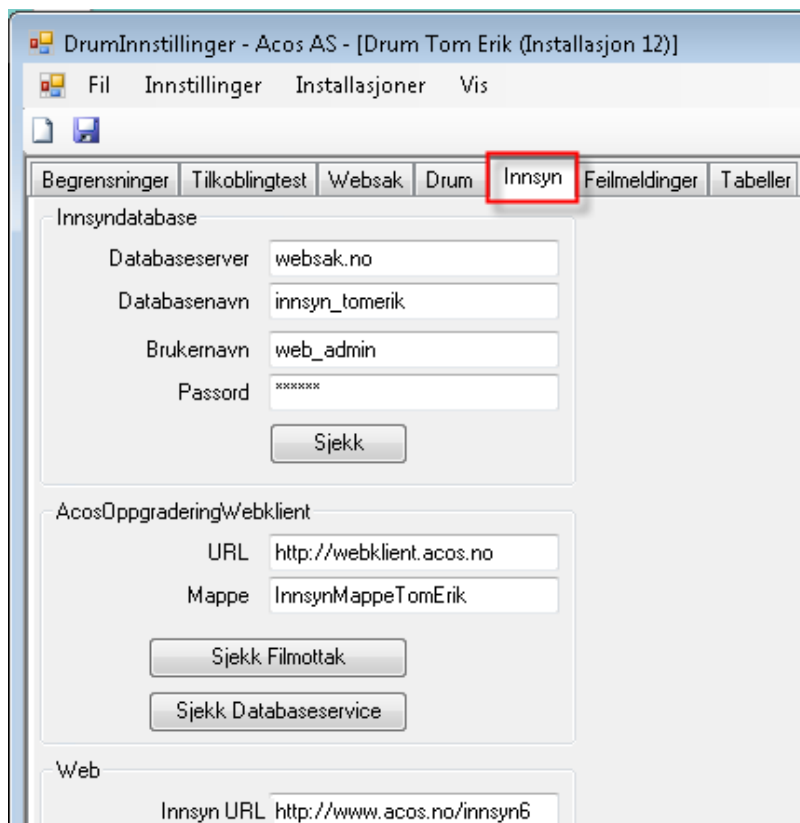 DrumInnstillinger - Acos AS - [Drum Tom Erik (Installasjon 12)]
Fil Innstillinger Installasjoner Vis
Begrensninger Tilkoblingtest Websak Drum Innsyn Feilmeldinger Tabeller
Innsyndatabase
Databaseserver websak.no
Databasenavn innsyn_tomerik
Brukernavn web_admin
Passord ******
Sjekk
AcosOppgraderingWebklient
URL http://webklient.acos.no
Mappe InnsynMappeTomErik
Sjekk Filmottak
Sjekk Databaseservice
Web
Innsyn URL http://www.acos.no/innsyn6